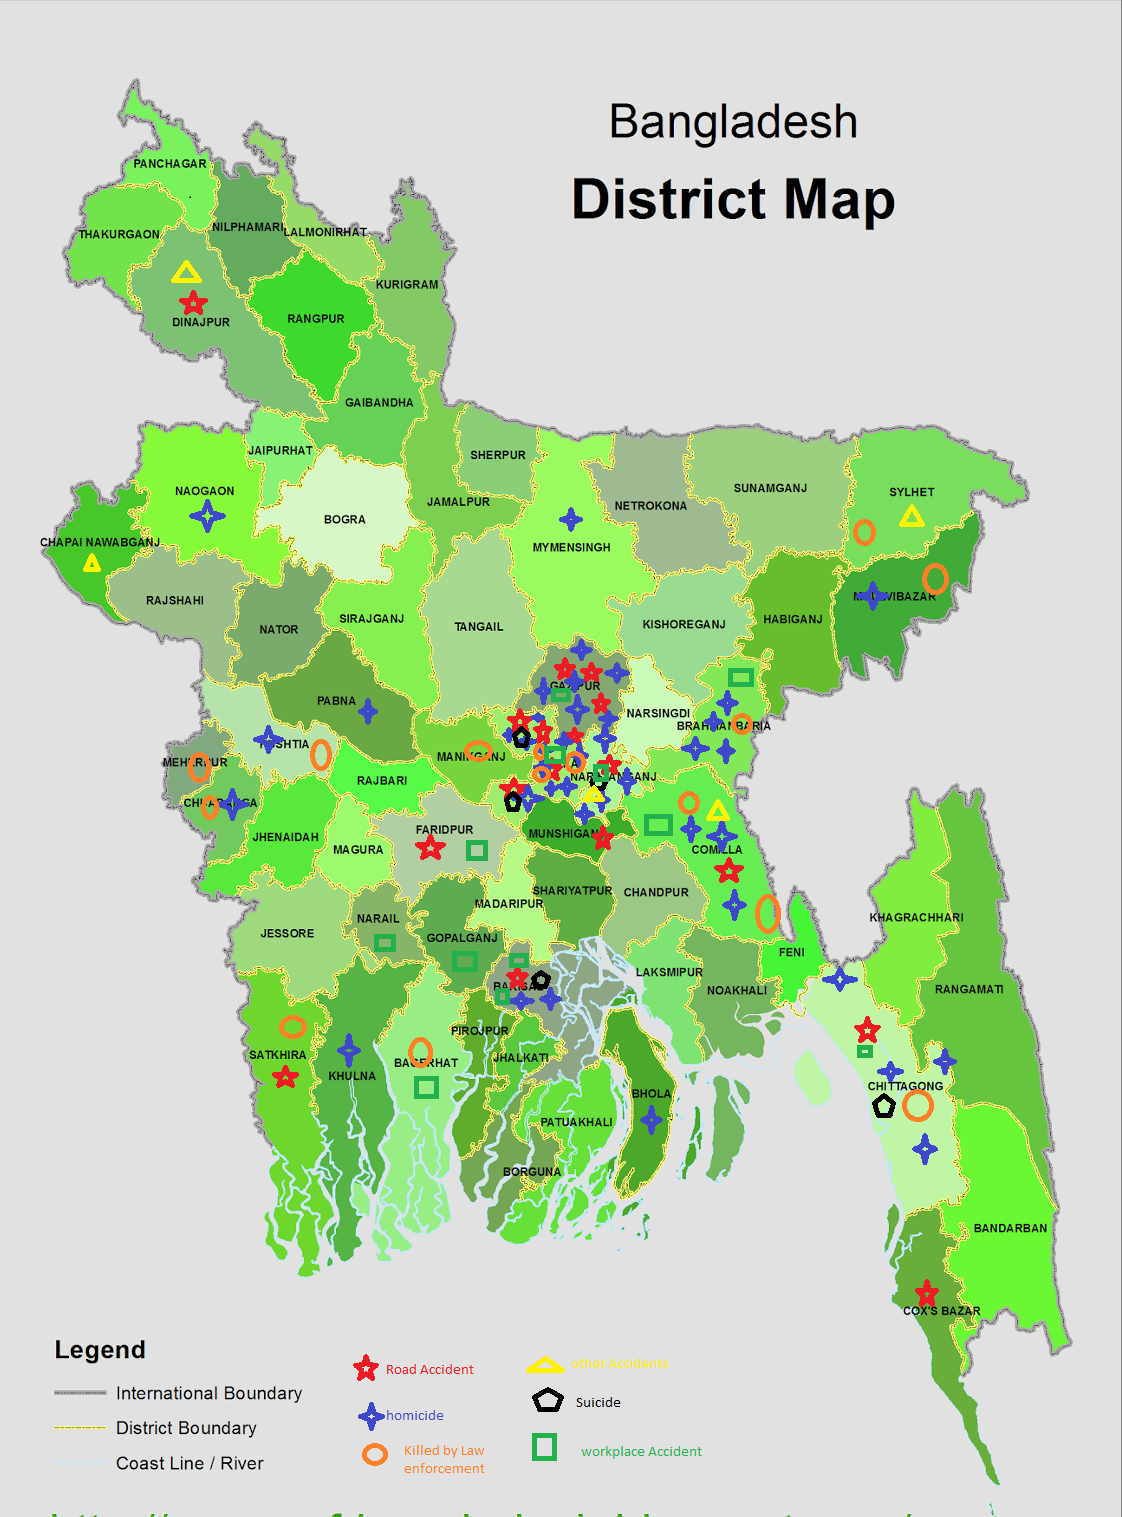 Bangladesh
District Map
PANCHAGAR
THAKURGAON
NILPHAMARI
LALMONIRHAT
KURIGRAM
DINAJPUR
RANGPUR
GAIBANDHA
JAIPURHAT
SHERPUR
NAOGAON
JAMALPUR
BOGRA
NETROKONA
SUNAMGANJ
SYLHET
CHAPAI NAWABGANJ
MYMENSINGH
RAJSHAHI
NATOR
SIRAJGANJ
TANGAIL
KISHOREGANJ
HABIGANJ
PABNA
NARSINGDI
MANIKGANJ
RAJBARI
JHENAIDAH
MAGURA
FARIDPUR
MUNSHIGAN
COMILLA
SHARIYATPUR
CHANDPUR
MADARIPUR
NARAIL
JESSORE
GOPALGANJ
FENI
KHAGRACHHARI
LAKSMIPUR
NOAKHALI
RANGAMATI
PIROJPUR
SATKHIRA
KHULNA
JHALKATI
CHITTAGONG
BHOLA
PATUAKHALI
BORGUNA
BANDARBAN
COX'S BAZAR
Legend
International Boundary
District Boundary
Coast Line / River
Road Accident
homicide
Killed by Law
enforcement
other Accidents
Suicide
workplace Accident